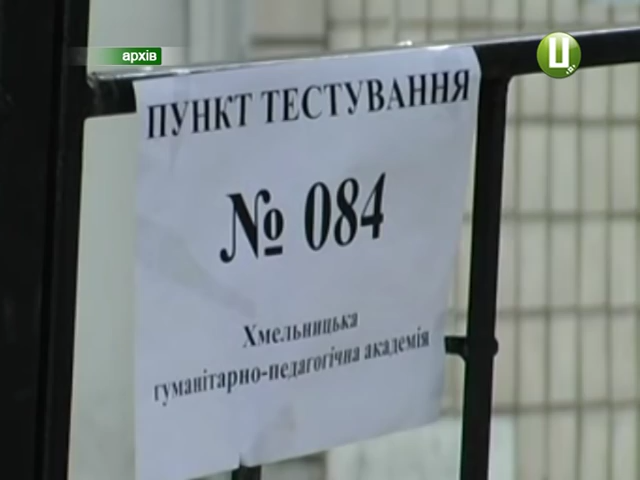 архів
Ц
ПУНКТ ТЕСТУВАННЯ
№ 084
Хмельницька
гуманітарно-педагогічна академія